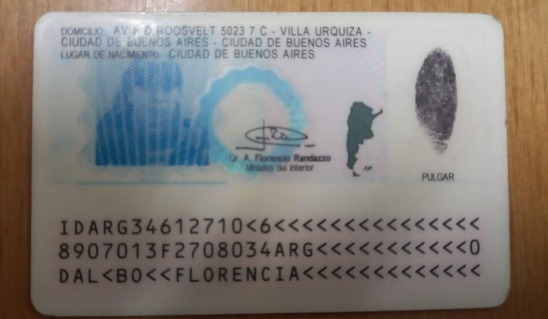 DOMICILIO: AV F D ROOSVELT 5023 7 C - VILLA URQUIZA -
CIUDAD DE BUENOS AIRES - CIUDAD DE BUENOS AIRES
LUGAR DE NACIMIENTO: CIUDAD DE BUENOS AIRES
Cr. A. Florencio Randazzo
Ministro del Interior
PULGAR
IDARG34612710<6<<<<<<<<<<<<<<<
8907013F2708034ARG<<<<<<<<<<<0
DAL<BO<<FLORENCIA<<<<<<<<<<<<<